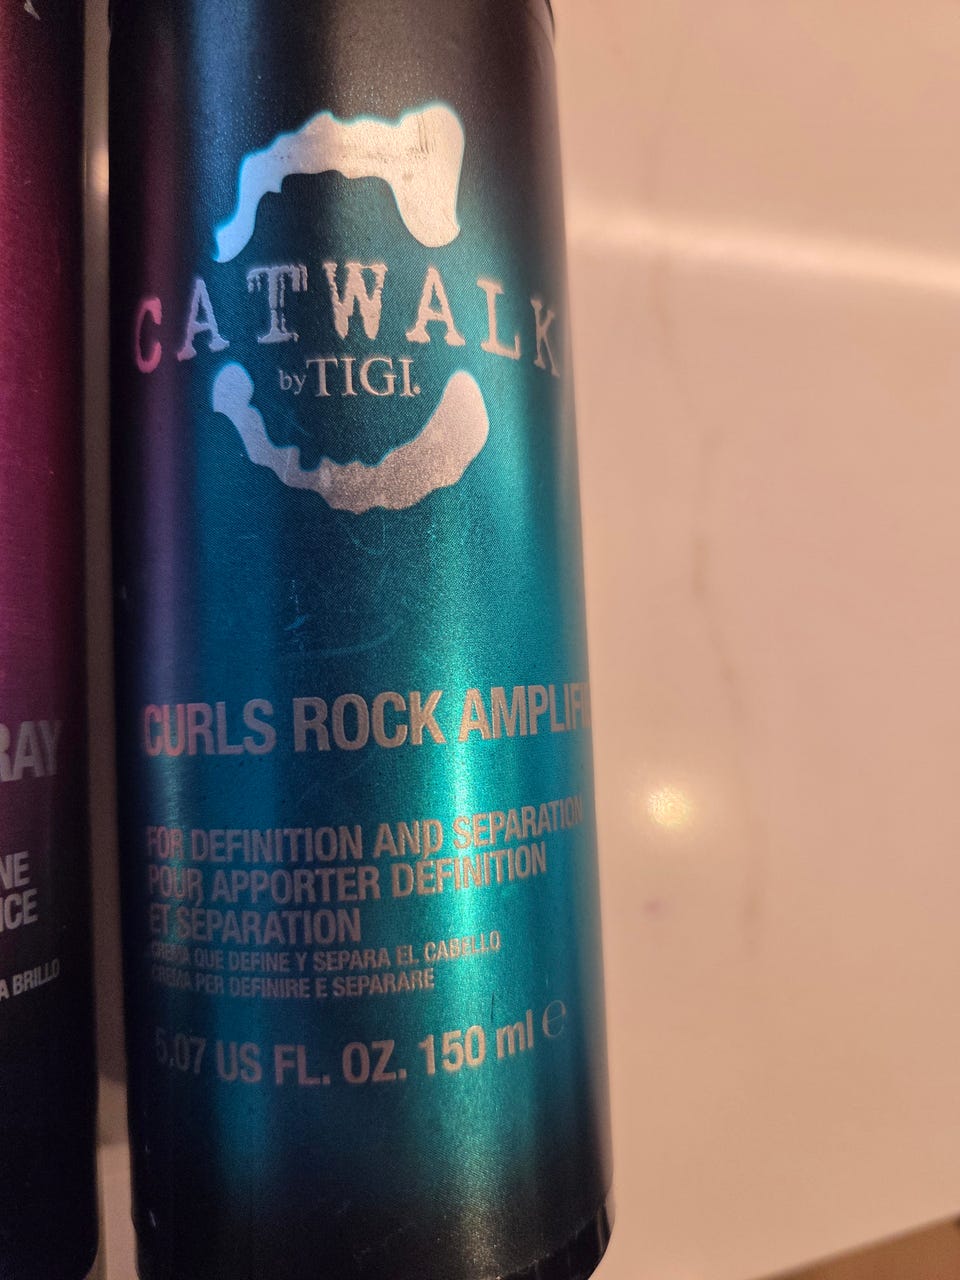 CATWALK
by TIGI.
CURLS ROCK AMPLIFI
FOR DEFINITION AND SEPARATION
POUR APPORTER DÉFINITION
ET SÉPARATION
CREMA QUE DEFINE Y SEPARA EL CABELLO
CREMA PER DEFINIRE E SEPARARE
5.07 US FL. OZ. 150 ml ℮
RAY
NE
ICE
A BRILLO